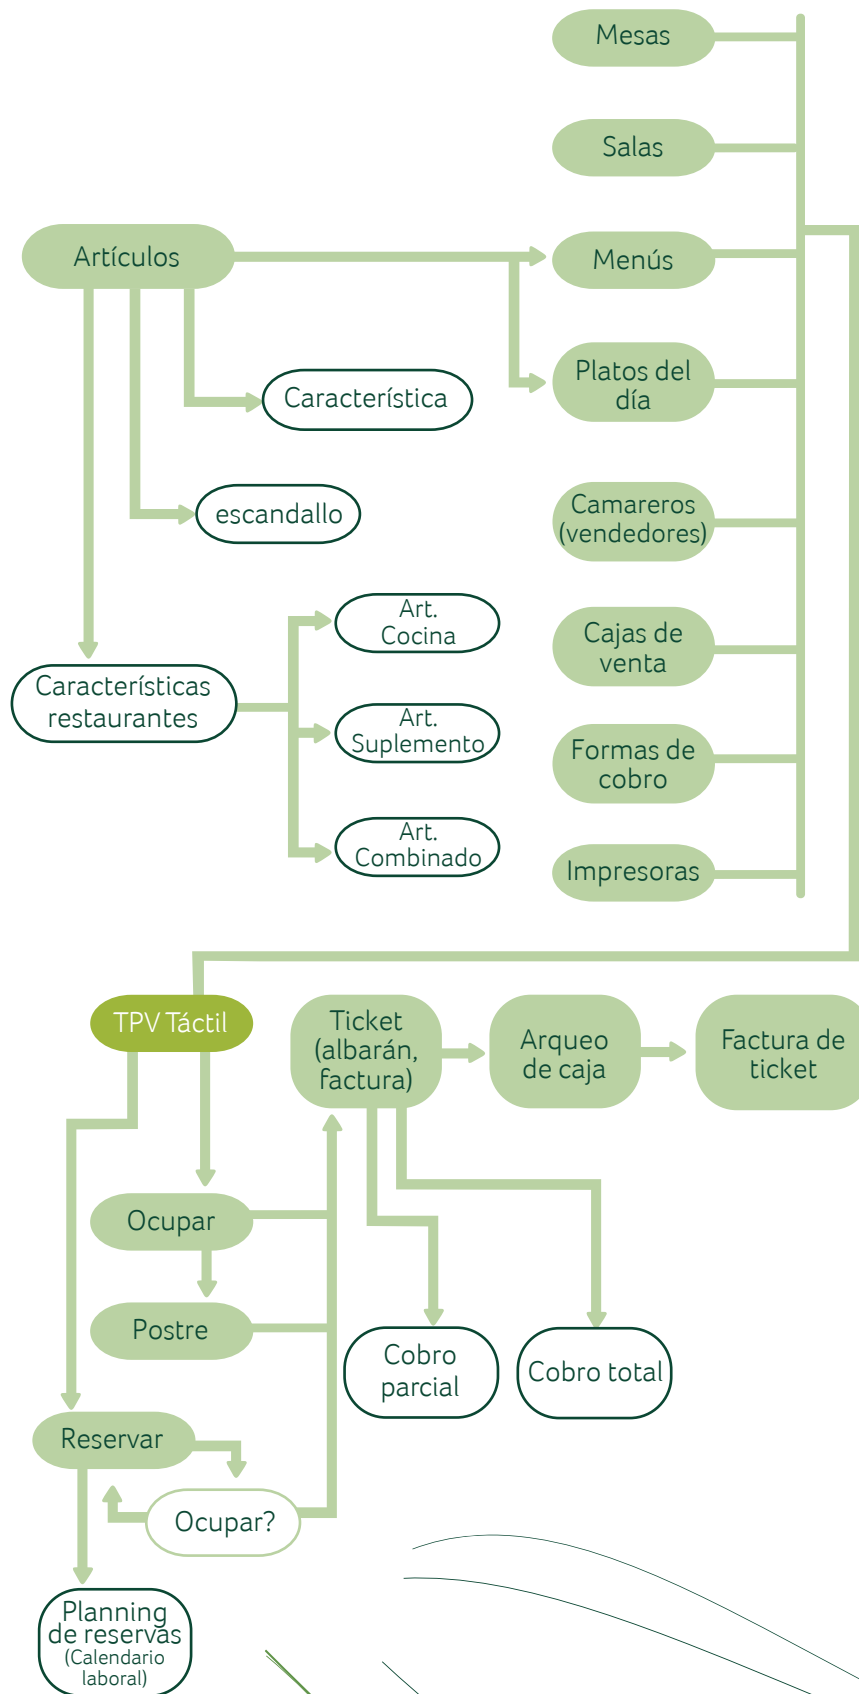 Mesas
Salas
Artículos
Menús
Platos del
día
Característica
escandallo
Camareros
(vendedores)
Art.
Cocina
Cajas de
venta
Características
restaurantes
Art.
Suplemento
Formas de
cobro
Art.
Combinado
Impresoras
TPV Táctil
Ticket
(albarán,
factura)
Arqueo
de caja
Factura de
ticket
Ocupar
Postre
Cobro
parcial
Cobro total
Reservar
Ocupar?
Planning
de reservas
(Calendario
laboral)